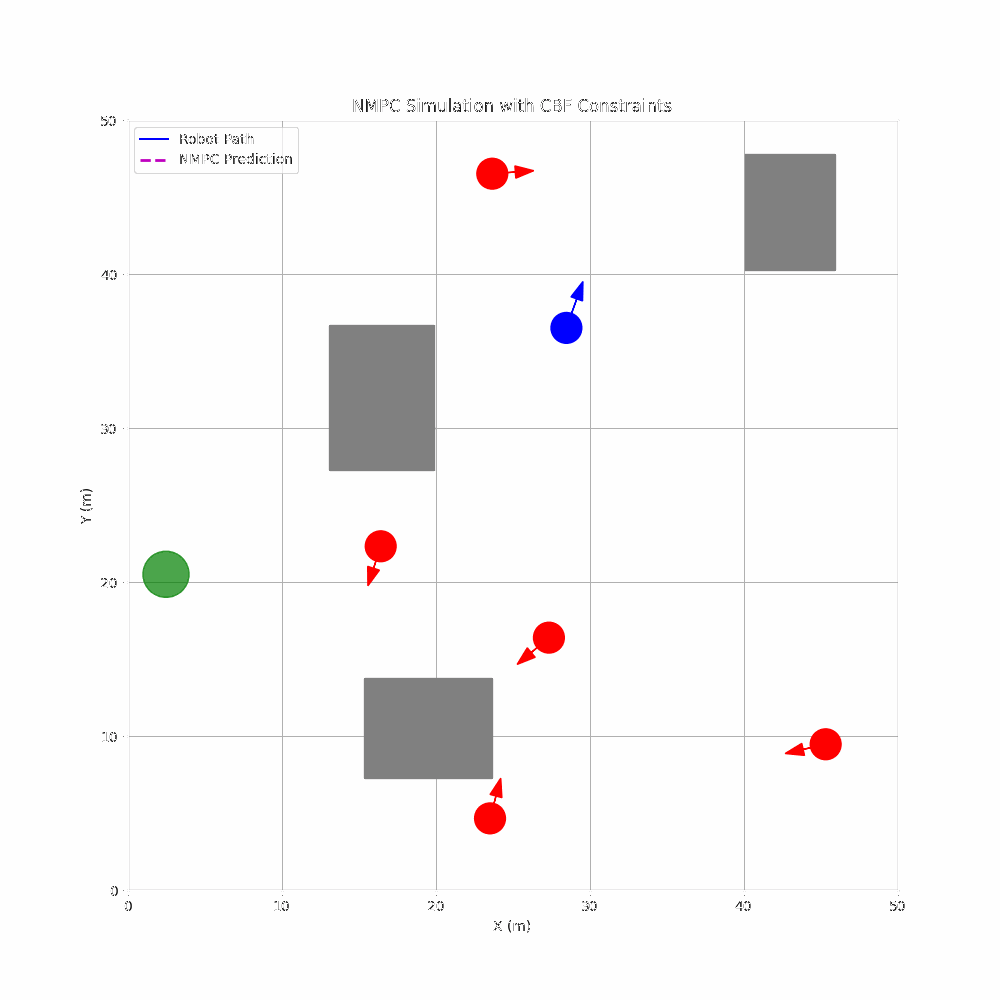 NMPC Simulation with CBF Constraints
Robot Path
NMPC Prediction
50
40
30
20
10
0
Y (m)
0 10 20 30 40 50
X (m)